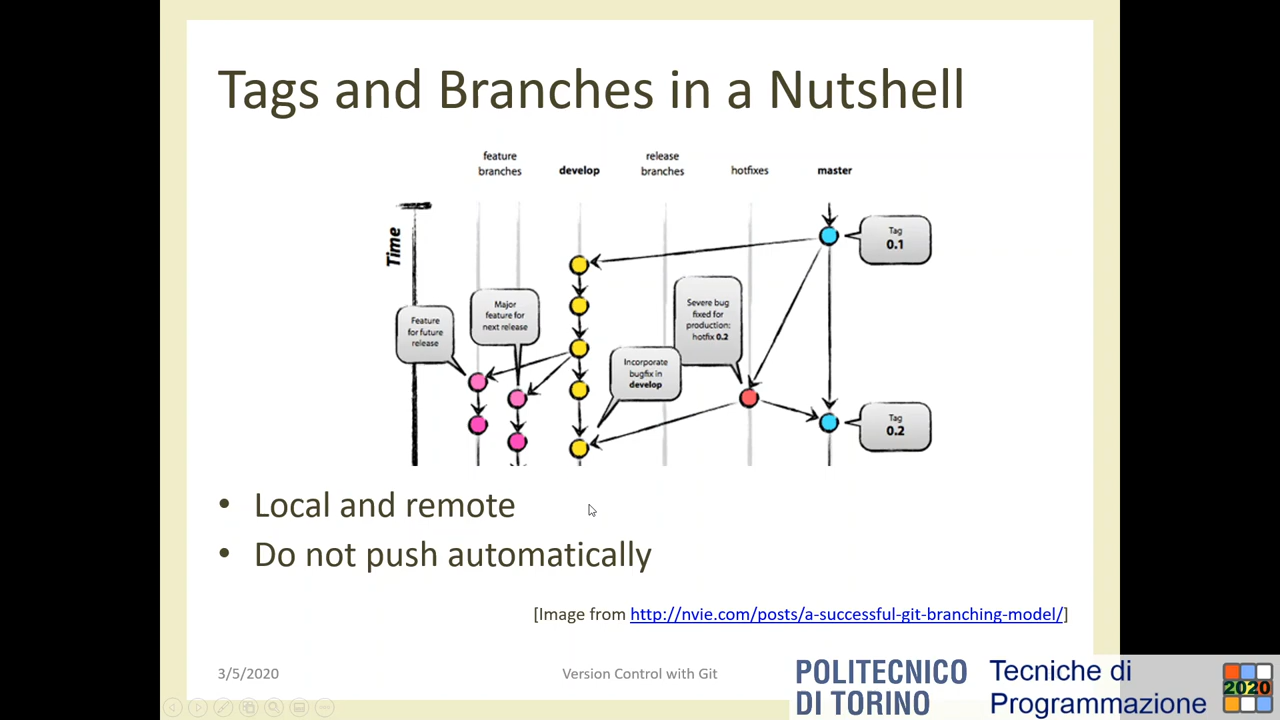 Tags and Branches in a Nutshell
feature
branches
develop
release
branches
hotfixes
master
Time
Tag
0.1
Major
feature for
next release
Severe bug
fixed for
production:
hotfix 0.2
Feature
for future
release
Incorporate
bugfix in
develop
Tag
0.2
• Local and remote
• Do not push automatically
[Image from http://nvie.com/posts/a-successful-git-branching-model/]
3/5/2020
Version Control with Git
POLITECNICO
DI TORINO
Tecniche di
Programmazione
2020